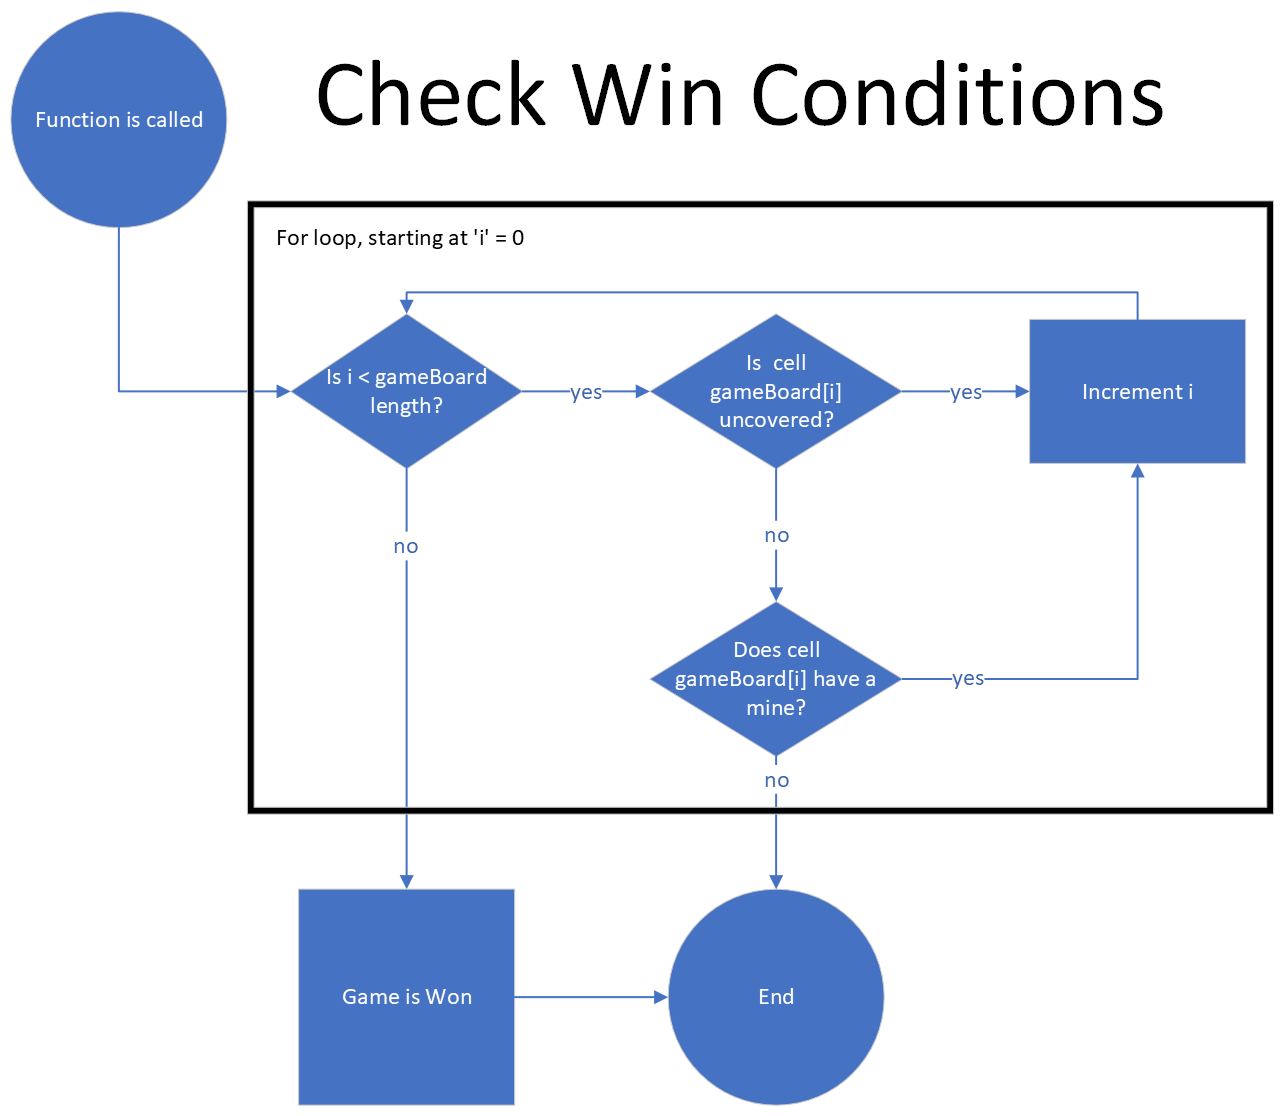 Check Win Conditions
Function is called
For loop, starting at 'i' = 0
Is i < gameBoard
length?
yes
Is  cell
gameBoard[i]
uncovered?
yes
Increment i
no
no
Does cell
gameBoard[i] have a
mine?
yes
no
Game is Won
End